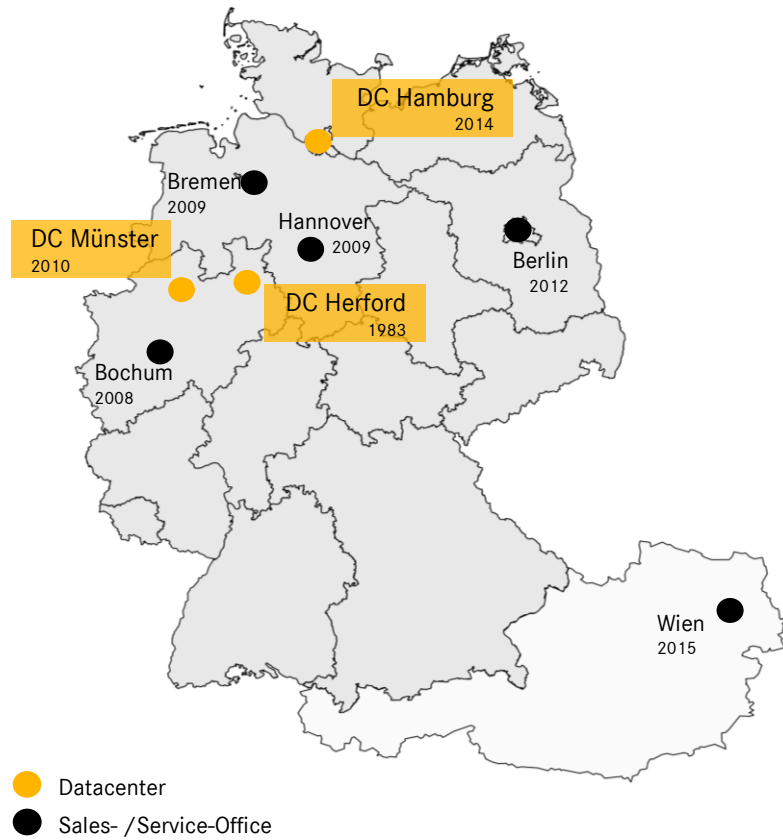 DC Hamburg
2014
Bremen
2009
Hannover
2009
DC Münster
2010
Berlin
2012
DC Herford
1983
Bochum
2008
Wien
2015
Datacenter
Sales- /Service-Office